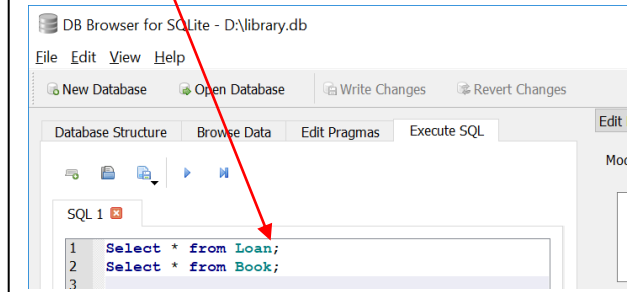 DB Browser for SQLite - D:\library.db
File Edit View Help
New Database Open Database Write Changes Revert Changes
Database Structure Browse Data Edit Pragmas Execute SQL
Edit
Mod
SQL 1
1 Select * from Loan;
2 Select * from Book;
3